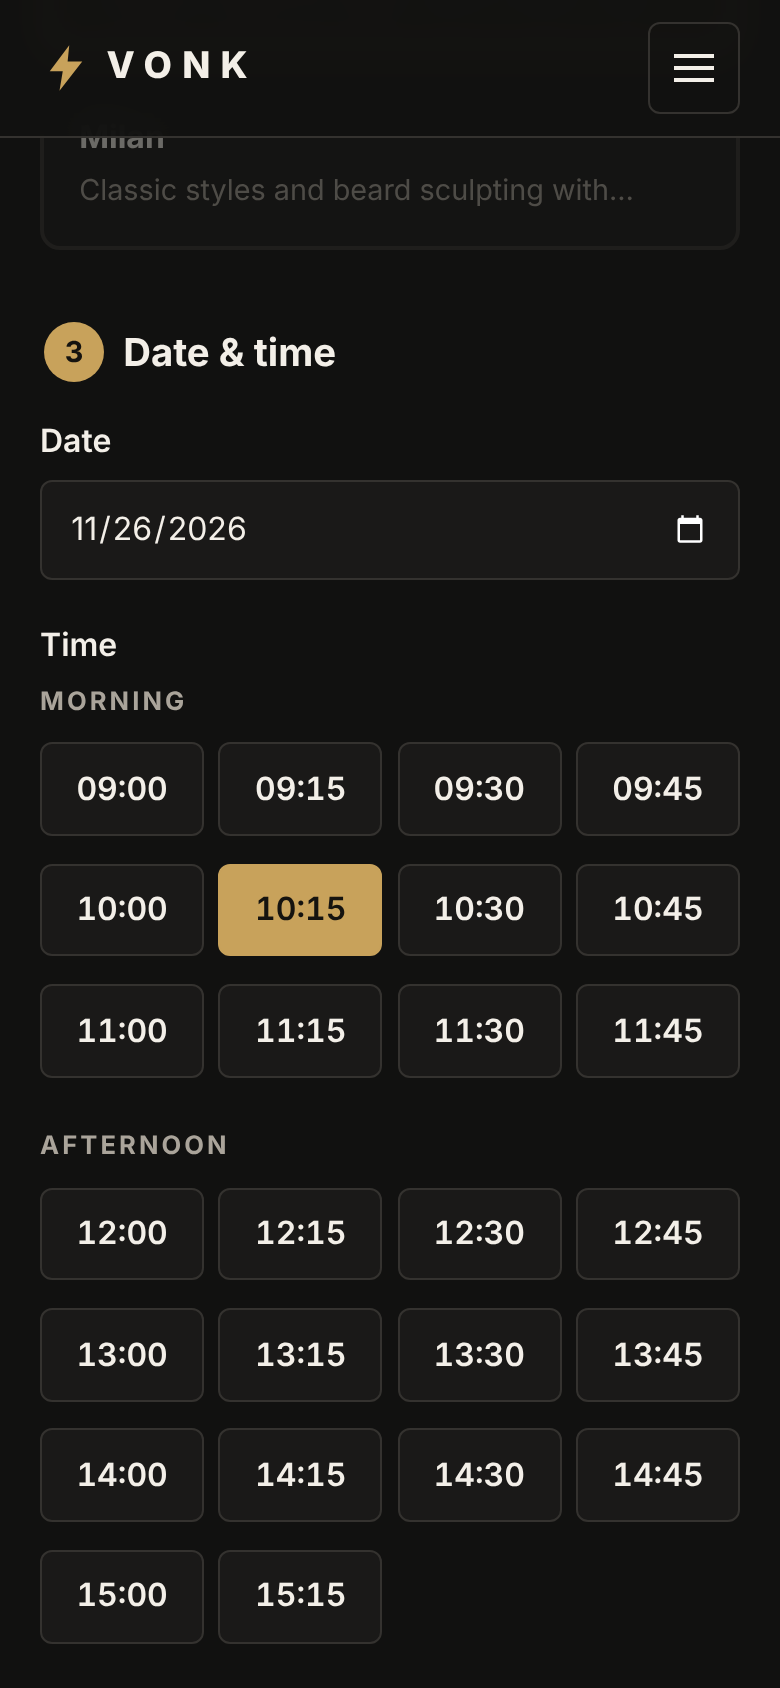 VONK
Milan
Classic styles and beard sculpting with...
3 Date & time
Date
11/26/2026
Time
MORNING
09:00 09:15 09:30 09:45
10:00 10:15 10:30 10:45
11:00 11:15 11:30 11:45
AFTERNOON
12:00 12:15 12:30 12:45
13:00 13:15 13:30 13:45
14:00 14:15 14:30 14:45
15:00 15:15